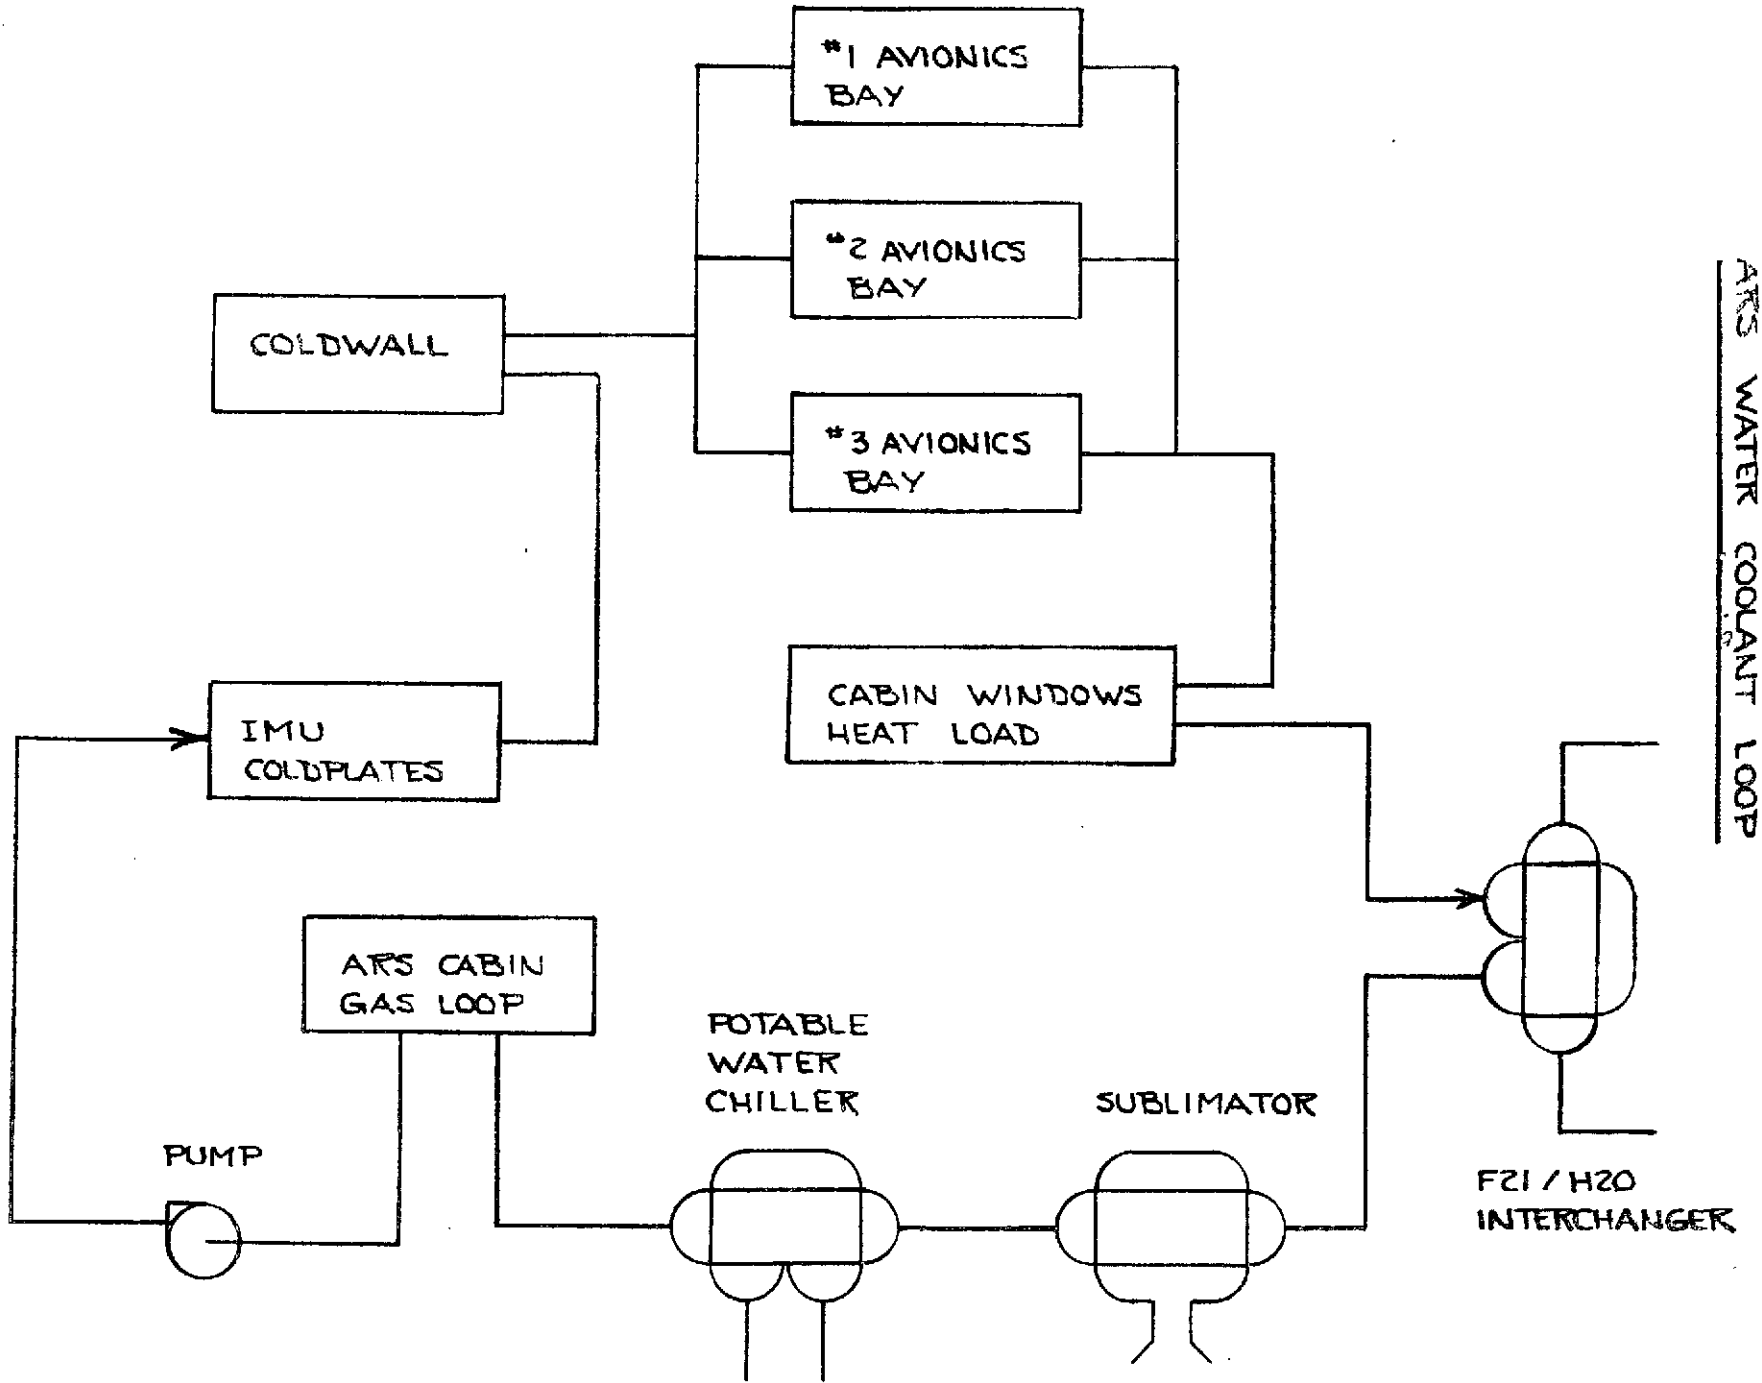 #1 AVIONICS
BAY
#2 AVIONICS
BAY
COLDWALL
#3 AVIONICS
BAY
ARS WATER COOLANT LOOP
IMU
COLDPLATES
CABIN WINDOWS
HEAT LOAD
ARS CABIN
GAS LOOP
POTABLE
WATER
CHILLER
SUBLIMATOR
PUMP
F21 / H20
INTERCHANGER